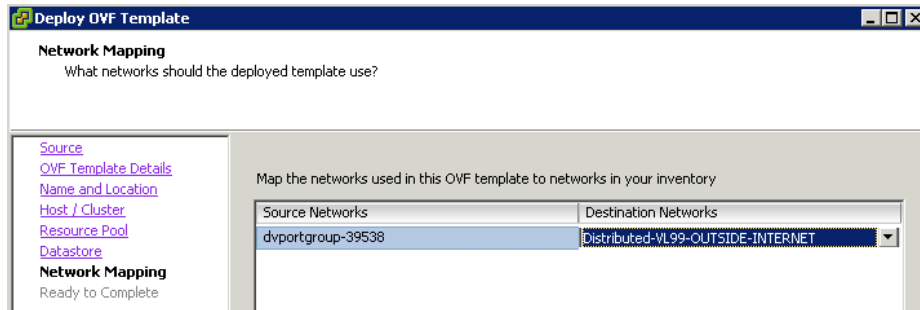 Deploy OVF Template
Network Mapping
What networks should the deployed template use?
Source
OVF Template Details
Name and Location
Host / Cluster
Resource Pool
Datastore
Network Mapping
Ready to Complete
Map the networks used in this OVF template to networks in your inventory
Source Networks Destination Networks
dvportgroup-39538 Distributed-VL99-OUTSIDE-INTERNET